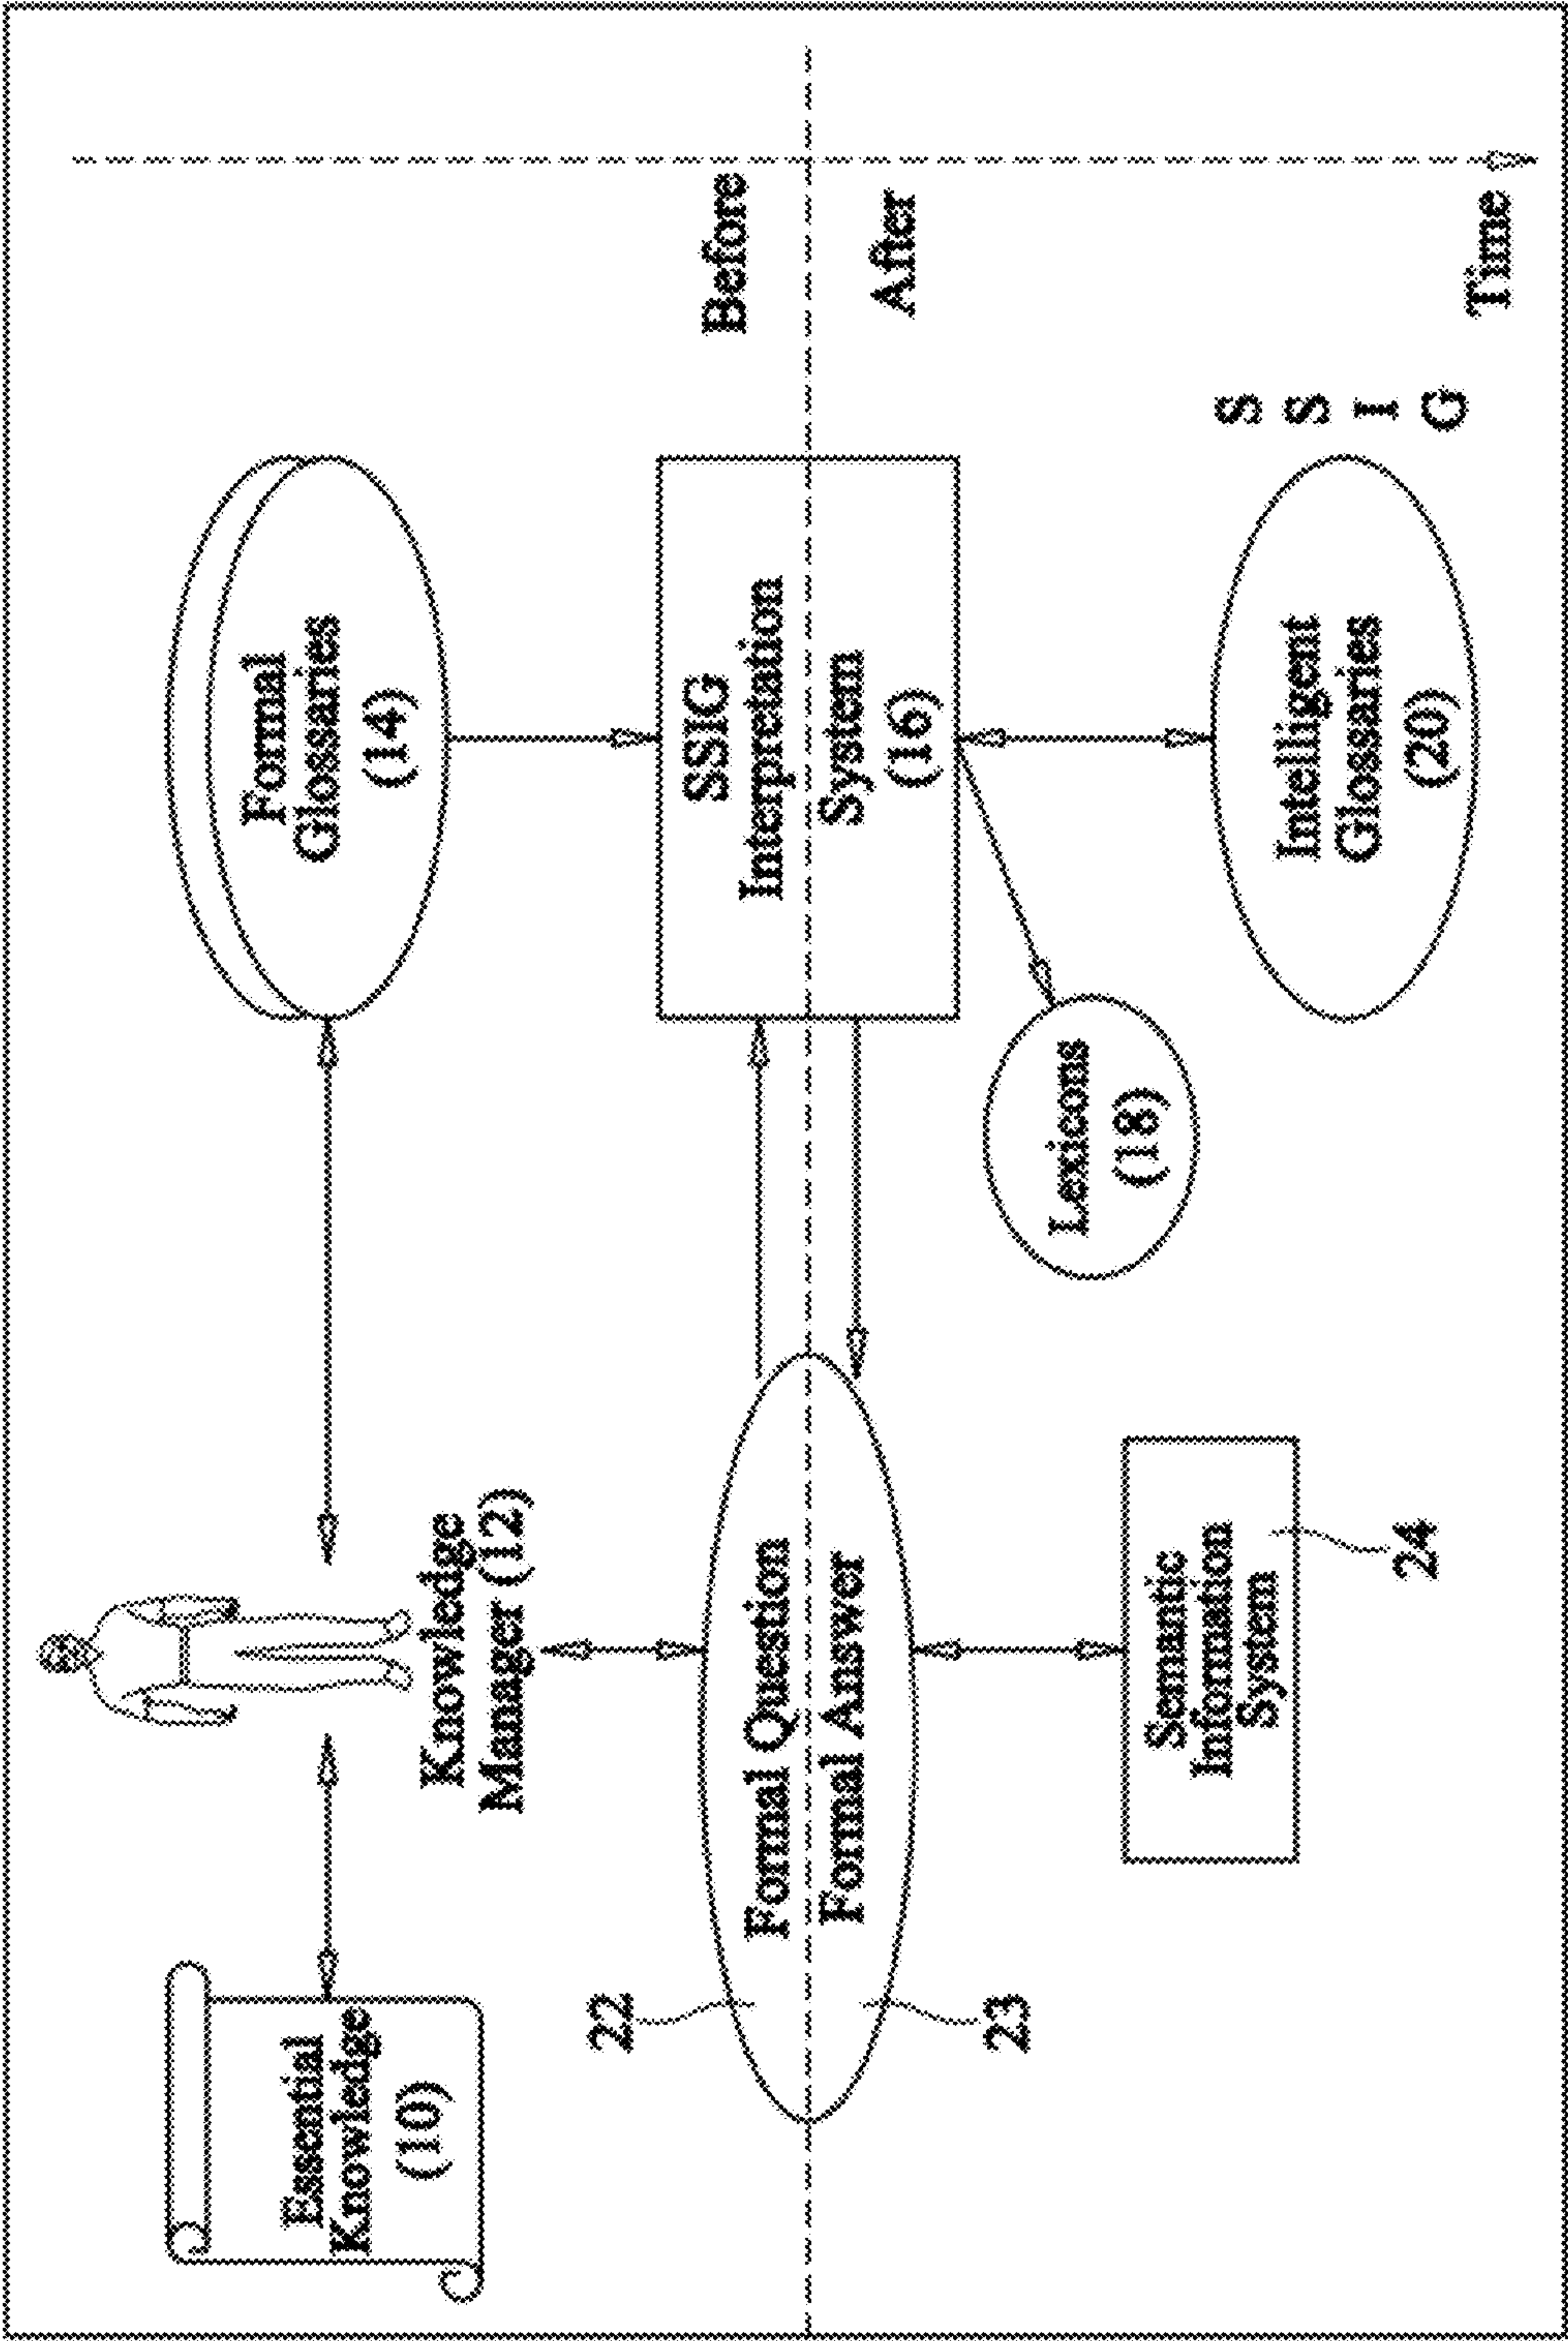 Essential
Knowledge
(10)
Knowledge
Manager (12)
Formal
Glossaries
(14)
22
Formal Question
Formal Answer
23
SSIG
Interpretation
System
(16)
Before
After
Lexicons
(18)
Semantic
Information
System
24
Intelligent
Glossaries
(20)
S
S
I
G
Time